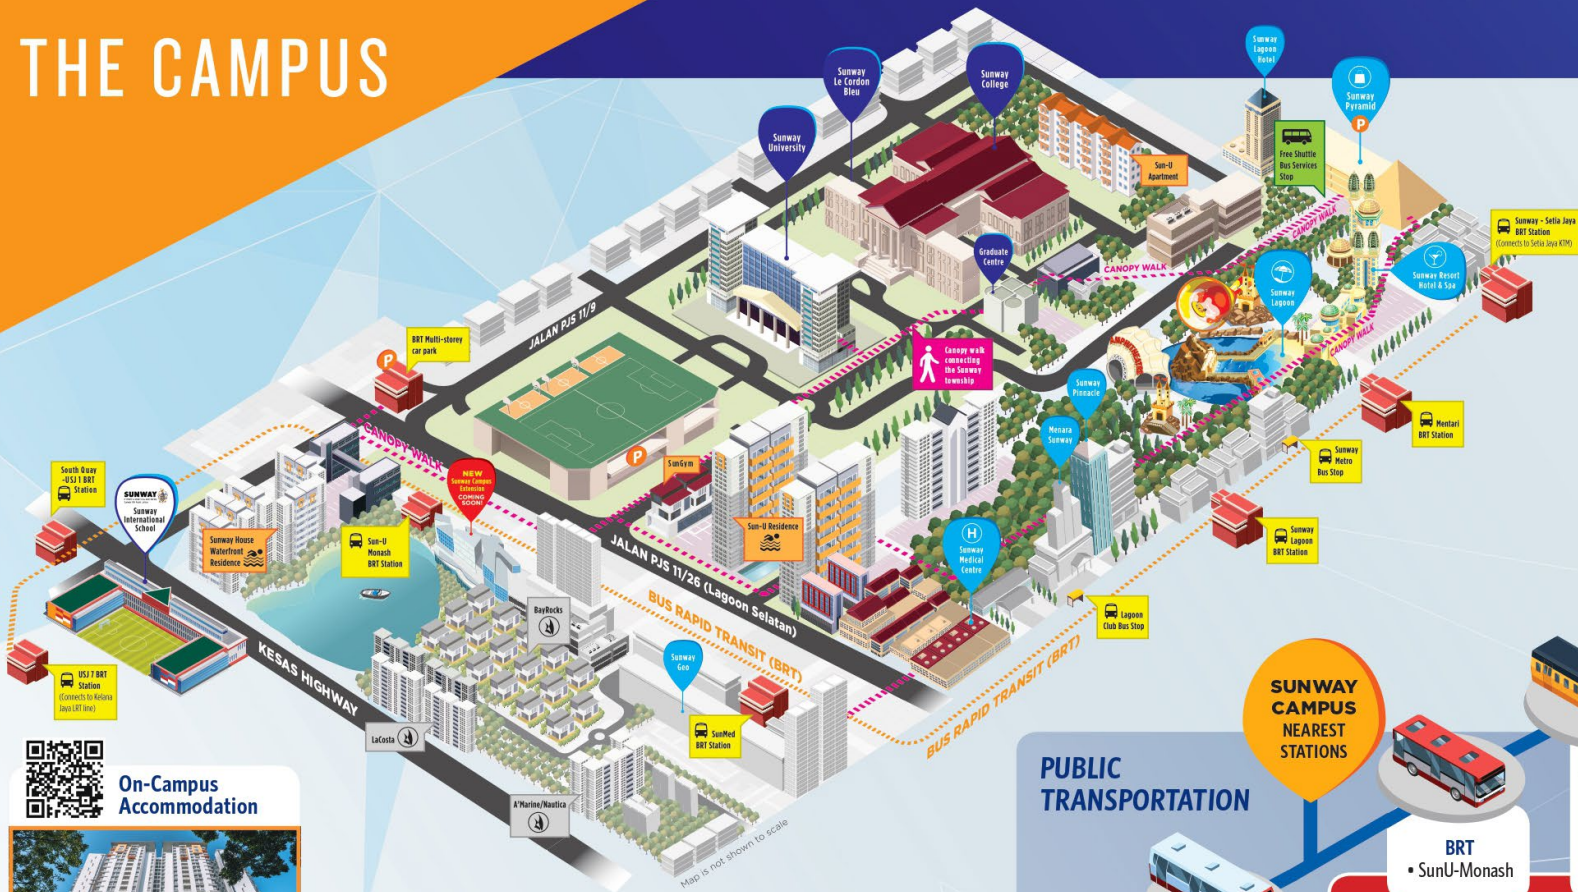 THE CAMPUS
Sunway
Le Cordon
Bleu
Sunway
College
Sunway
Lagoon
Hotel
Sunway
Pyramid
P
Sunway
University
Free Shuttle
Bus Services
Stop
Sun-U
Apartment
CANOPY WALK
Sunway - Setia Jaya
BRT Station
(Connects to Setia Jaya KTM)
Graduate
Centre
CANOPY WALK
Sunway
Lagoon
Sunway Resort
Hotel & Spa
JALAN PJS 11/9
BRT Multi-storey
car park
P
Canopy walk
connecting
the Sunway
township
CANOPY WALK
Sunway
Pinnacle
Menara
Sunway
Mentari
BRT Station
CANOPY WALK
P
SunGym
Sunway
Metro
Bus Stop
NEW
Sunway Campus
Extension
COMING
SOON!
South Quay
-USJ 1 BRT
Station
SUNWAY
Sunway
International
School
Sunway House
Waterfront
Residence
Sun-U
Monash
BRT Station
Sun-U Residence
H
Sunway
Medical
Centre
Sunway
Lagoon
BRT Station
JALAN PJS 11/26 (Lagoon Selatan)
BUS RAPID TRANSIT (BRT)
BayRocks
Lagoon
Club Bus Stop
KESAS HIGHWAY
Sunway
Geo
BUS RAPID TRANSIT (BRT)
USJ 7 BRT
Station
(Connects to Kelana
Jaya LRT line)
LaCosta
SunMed
BRT Station
A'Marine/Nautica
Map is not shown to scale
On-Campus
Accommodation
SUNWAY
CAMPUS
NEAREST
STATIONS
PUBLIC
TRANSPORTATION
BRT
• SunU-Monash